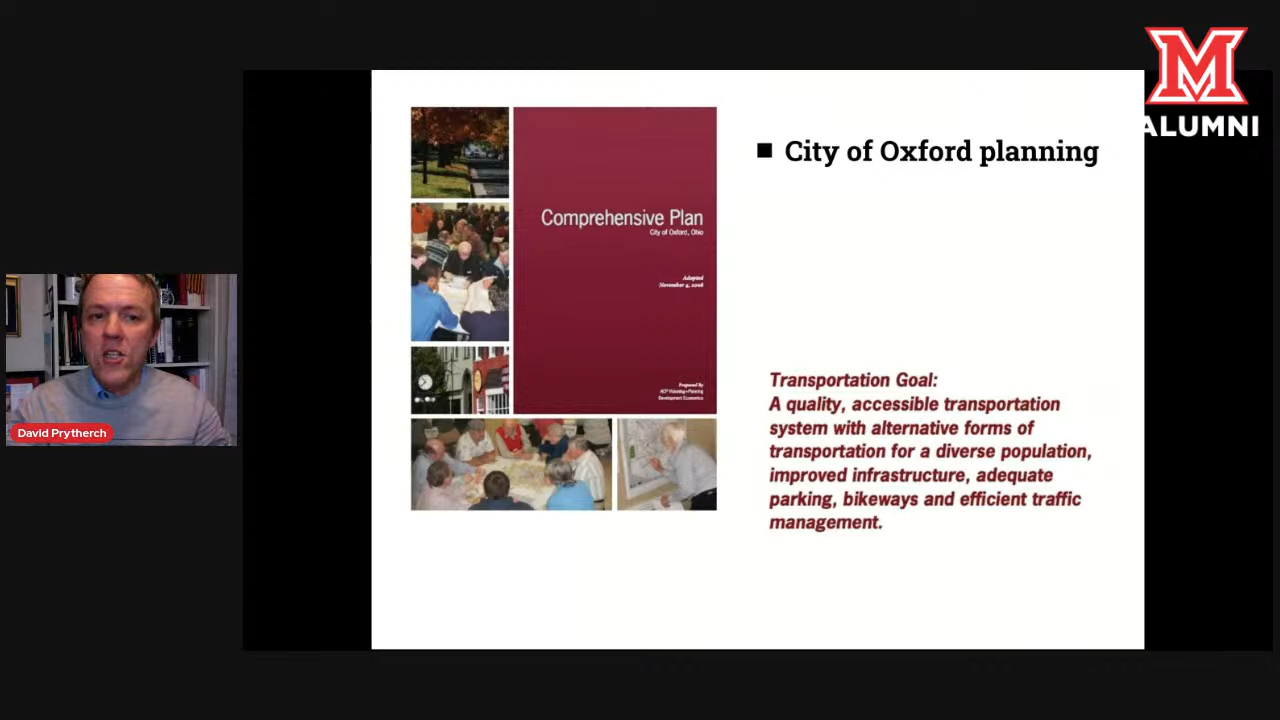 M
ALUMNI
City of Oxford planning
Comprehensive Plan
City of Oxford, Ohio
Adopted
November 4,
Prepared By
ACP Visioning+Planning
Development Economics
Transportation Goal:
A quality, accessible transportation
system with alternative forms of
transportation for a diverse population,
improved infrastructure, adequate
parking, bikeways and efficient traffic
management.
David Prytherch